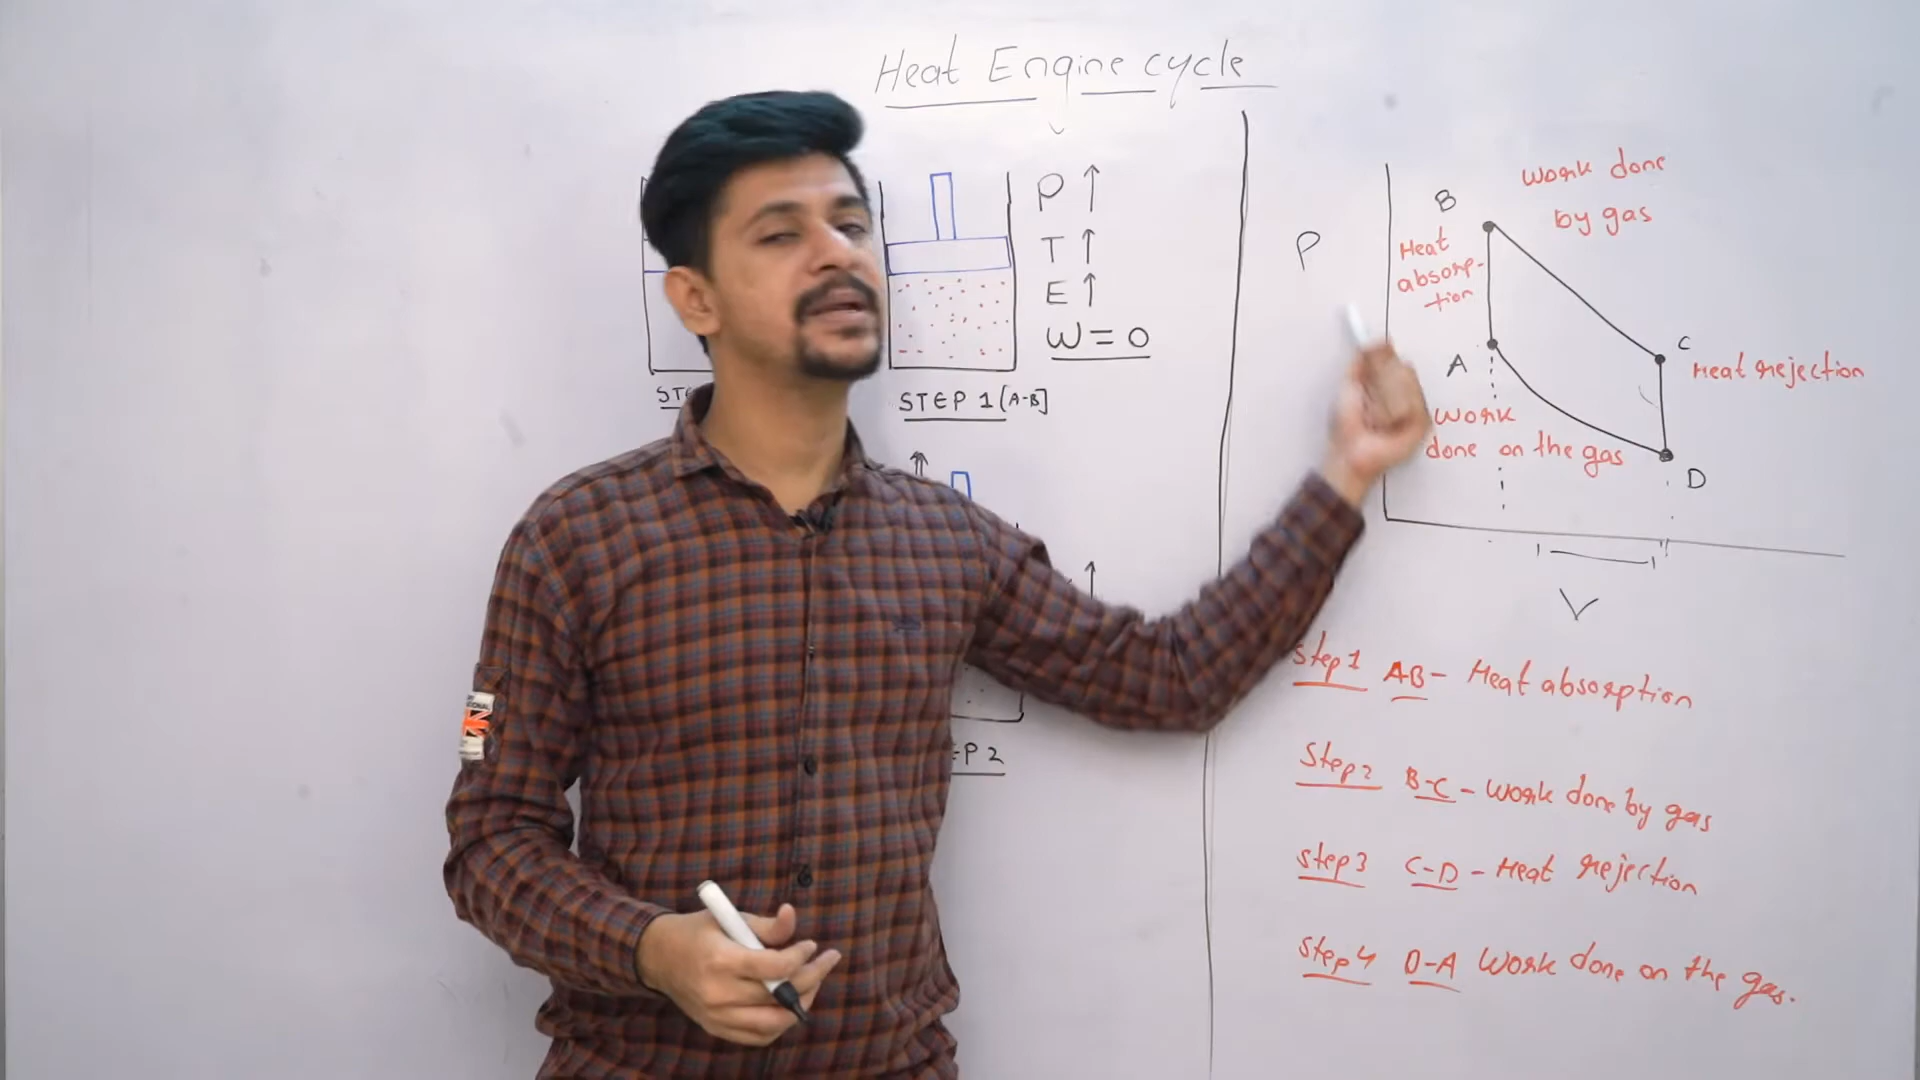 Heat Engine cycle
P ↑
T ↑
E ↑
W = 0
STEP 1 [A-B]
P 2
P
B
Work done
by gas
Heat
absorp-
tion
A
C
Heat rejection
Work
done on the gas
D
V
Step 1 AB - Heat absorption
Step 2 B-C - Work done by gas
Step 3 C-D - Heat rejection
Step 4 D-A Work done on the gas.